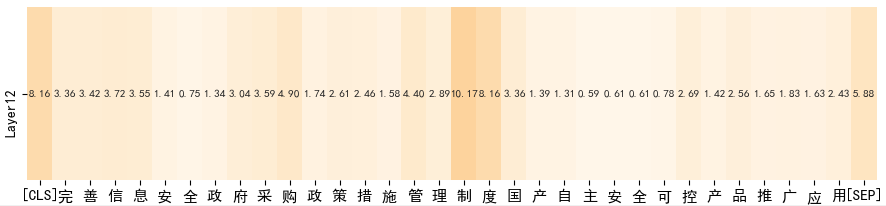 Layer12
8.16 3.36 3.42 3.72 3.55 1.41 0.75 1.34 3.04 3.59 4.90 1.74 2.61 2.46 1.58 4.40 2.89 10.17 8.16 3.36 1.39 1.31 0.59 0.61 0.61 0.78 2.69 1.42 2.56 1.65 1.83 1.63 2.43 5.88
[CLS] 完 善 信 息 安 全 政 府 采 购 政 策 措 施 管 理 制 度 国 产 自 主 安 全 可 控 产 品 推 广 应 用 [SEP]